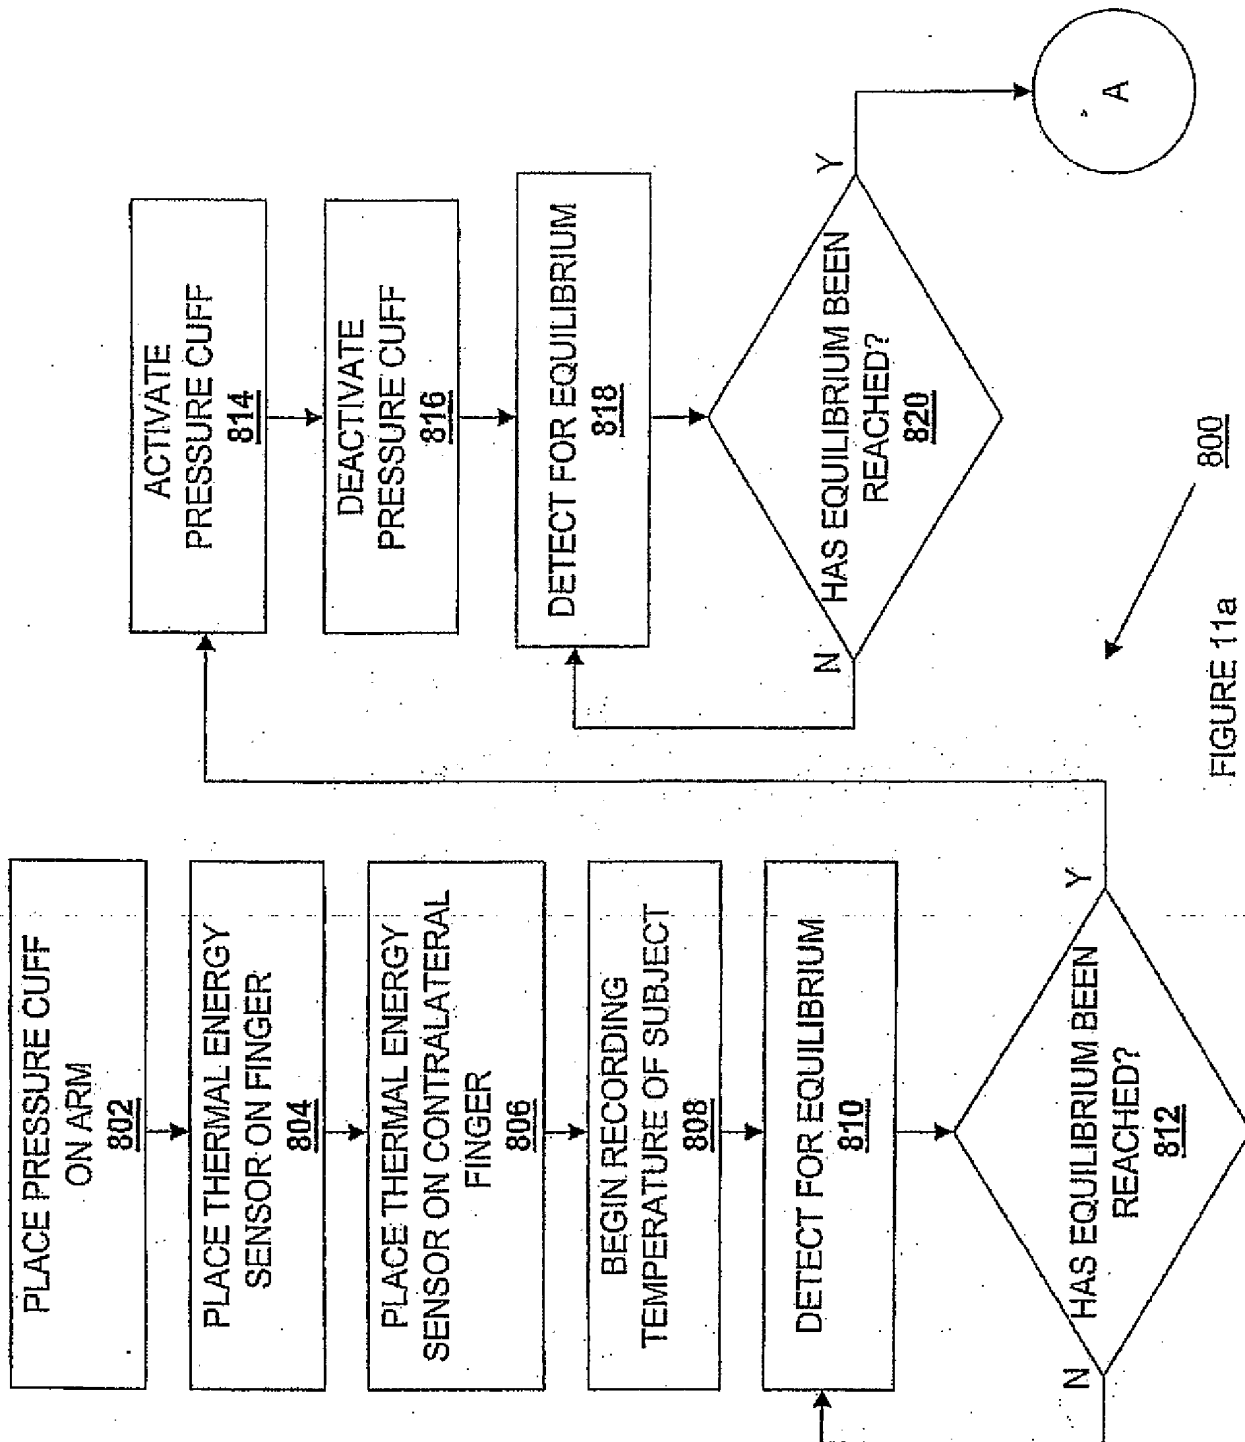 PLACE PRESSURE CUFF
ON ARM
802
PLACE THERMAL ENERGY
SENSOR ON FINGER
804
PLACE THERMAL ENERGY
SENSOR ON CONTRALATERAL
FINGER
806
BEGIN RECORDING
TEMPERATURE OF SUBJECT
808
DETECT FOR EQUILIBRIUM
810
HAS EQUILIBRIUM BEEN
REACHED?
812
N
Y
ACTIVATE
PRESSURE CUFF
814
DEACTIVATE
PRESSURE CUFF
816
DETECT FOR EQUILIBRIUM
818
HAS EQUILIBRIUM BEEN
REACHED?
820
N
Y
A
800
FIGURE 11a